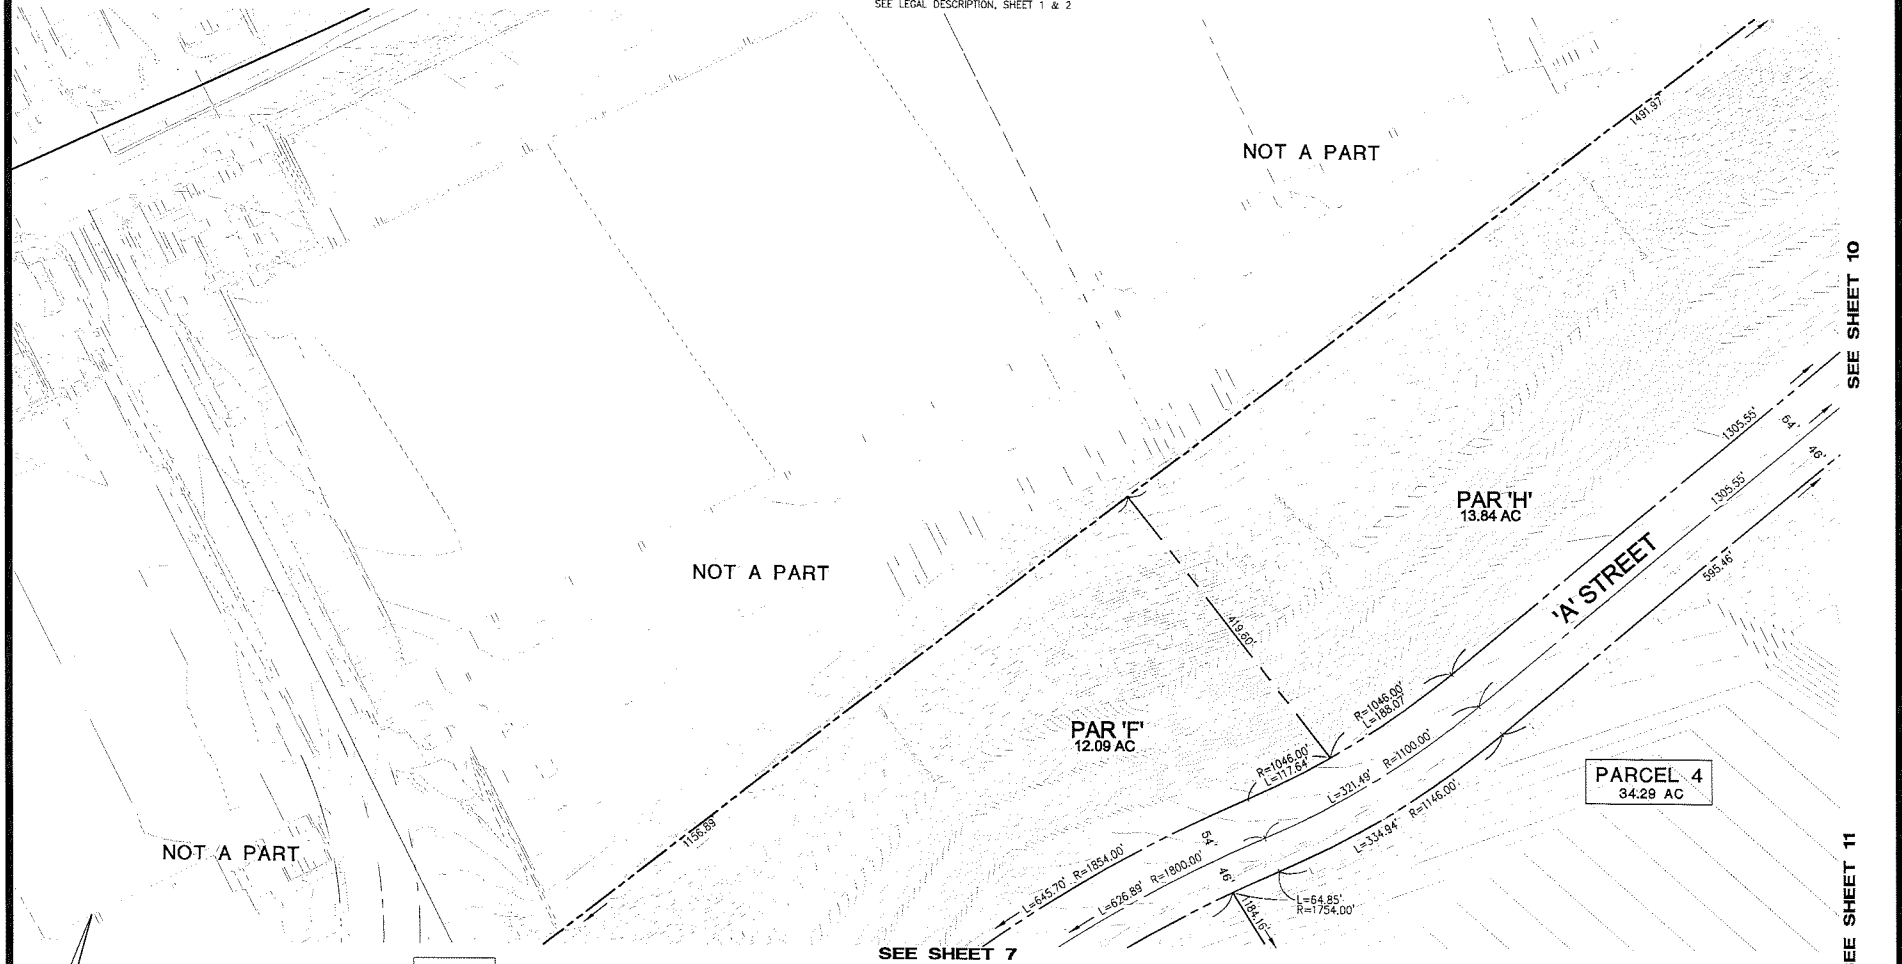 SEE LEGAL DESCRIPTION, SHEET 1 & 2
NOT A PART
1491.97
SEE SHEET 10
1305.55'
64'
46'
1305.55'
PAR 'H'
13.84 AC
'A' STREET
595.46'
NOT A PART
419.60'
PAR 'F'
12.09 AC
R=1046.00'
L=188.07'
R=1046.00'
L=117.64'
L=321.49' R=1100.00'
L=334.94' R=1146.00'
PARCEL 4
34.29 AC
1156.89
NOT A PART
54'
46'
L=645.70' R=1854.00'
L=626.89' R=1800.00'
L=64.85'
R=1754.00'
1184.16'
SEE SHEET 7
SEE SHEET 11